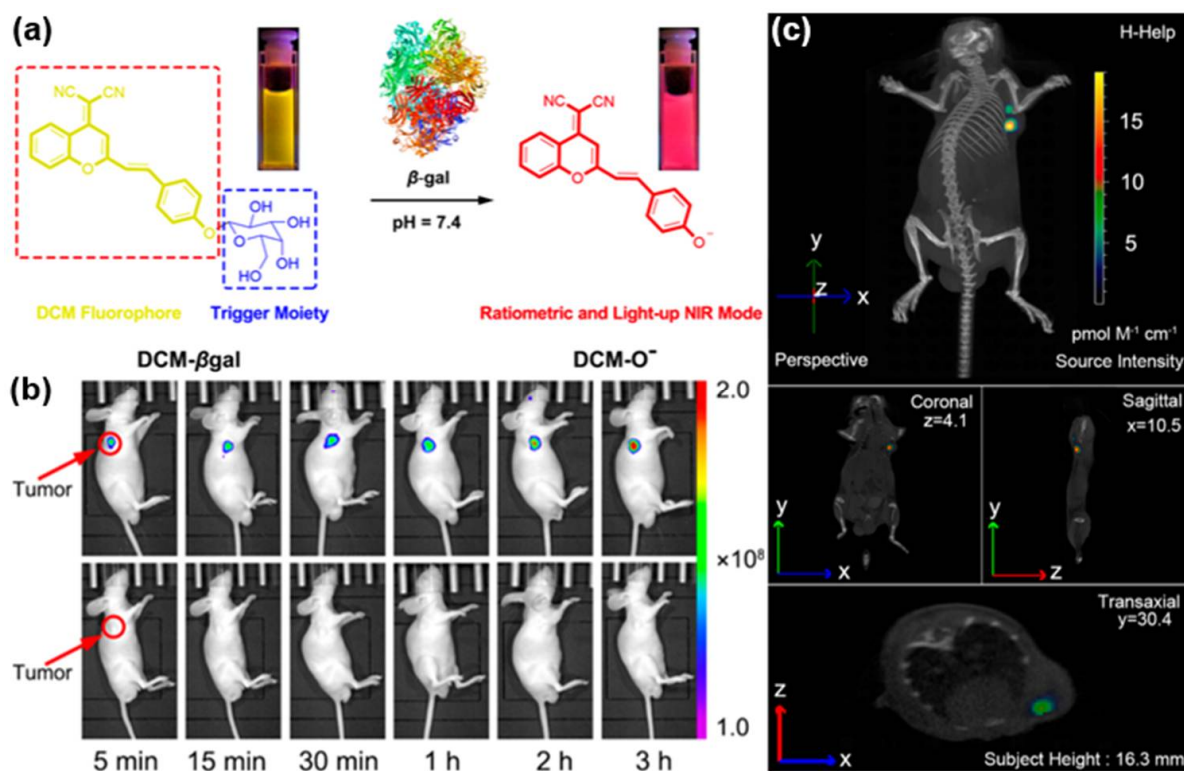 (a)
NC
CN
O
O
OH
OH
O
OH
HO
DCM Fluorophore
Trigger Moiety
β-gal
pH = 7.4
NC
CN
O
O⁻
Ratiometric and Light-up NIR Mode
(b)
DCM-βgal
DCM-O⁻
Tumor
Tumor
5 min
15 min
30 min
1 h
2 h
3 h
2.0
×10⁸
1.0
(c)
H-Help
15
10
5
pmol M⁻¹ cm⁻¹
Source Intensity
y
z
x
Perspective
Coronal
z=4.1
y
x
Sagittal
x=10.5
y
z
Transaxial
y=30.4
z
x
Subject Height : 16.3 mm